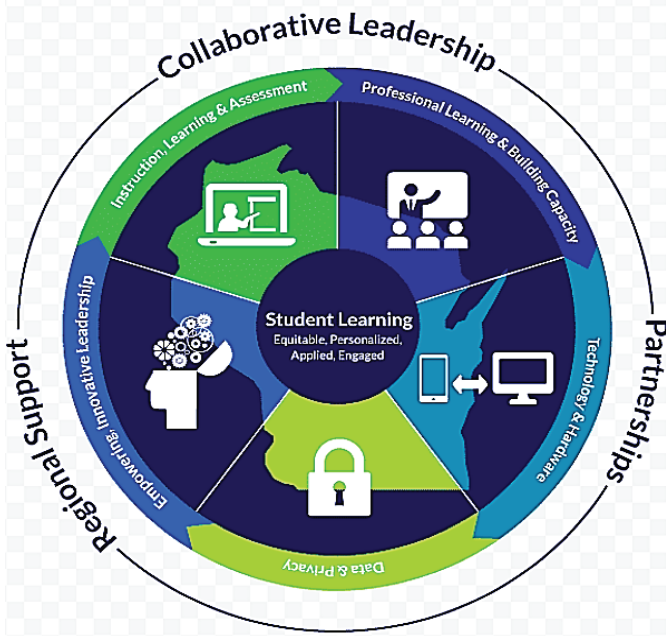 Collaborative Leadership
Instruction, Learning & Assessment
Professional Learning & Building Capacity
Student Learning
Equitable, Personalized,
Applied, Engaged
Technology & Hardware
Partnerships
Data & Privacy
Empowering, Innovative Leadership
Regional Support